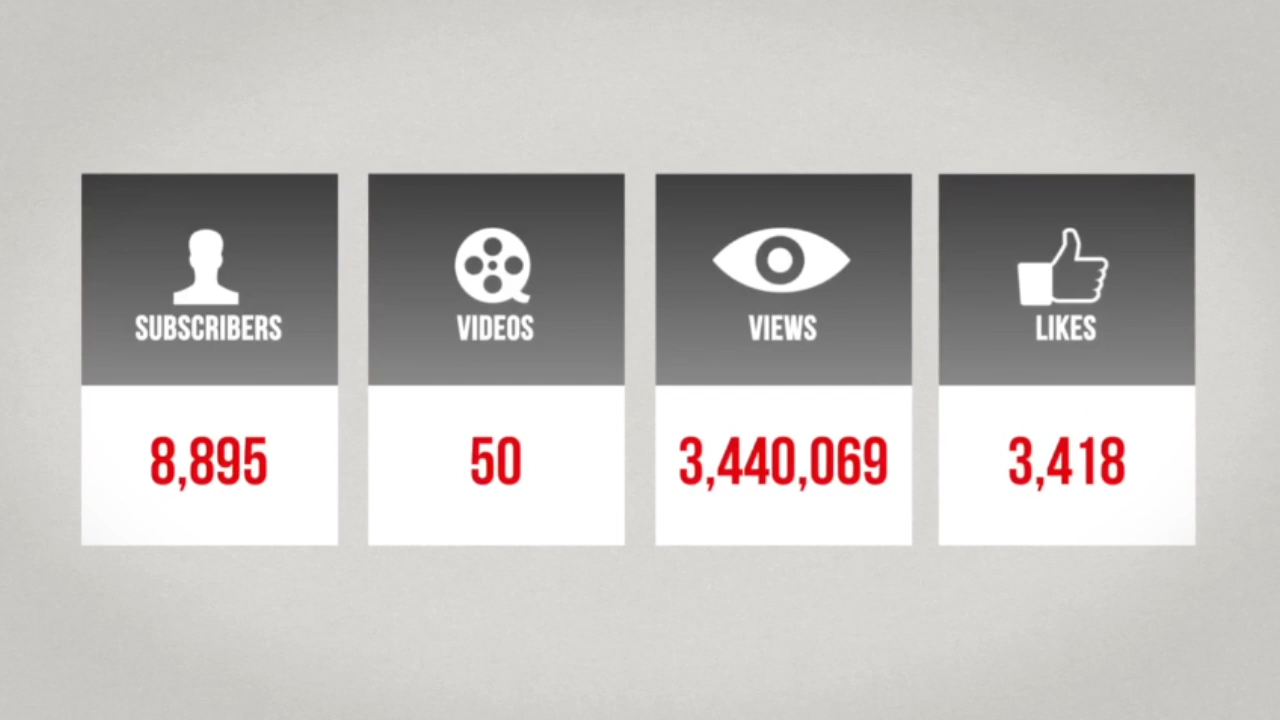 SUBSCRIBERS
8,895
VIDEOS
50
VIEWS
3,440,069
LIKES
3,418